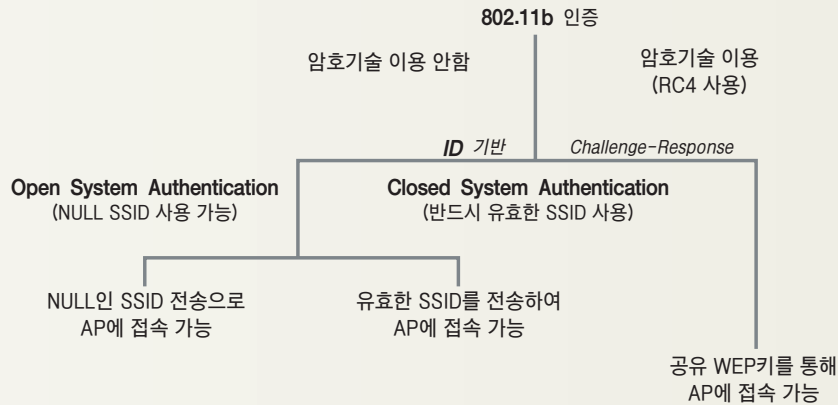 802.11b 인증
암호기술 이용 안함
암호기술 이용
(RC4 사용)
ID 기반
Challenge-Response
Open System Authentication
(NULL SSID 사용 가능)
Closed System Authentication
(반드시 유효한 SSID 사용)
NULL인 SSID 전송으로
AP에 접속 가능
유효한 SSID를 전송하여
AP에 접속 가능
공유 WEP키를 통해
AP에 접속 가능